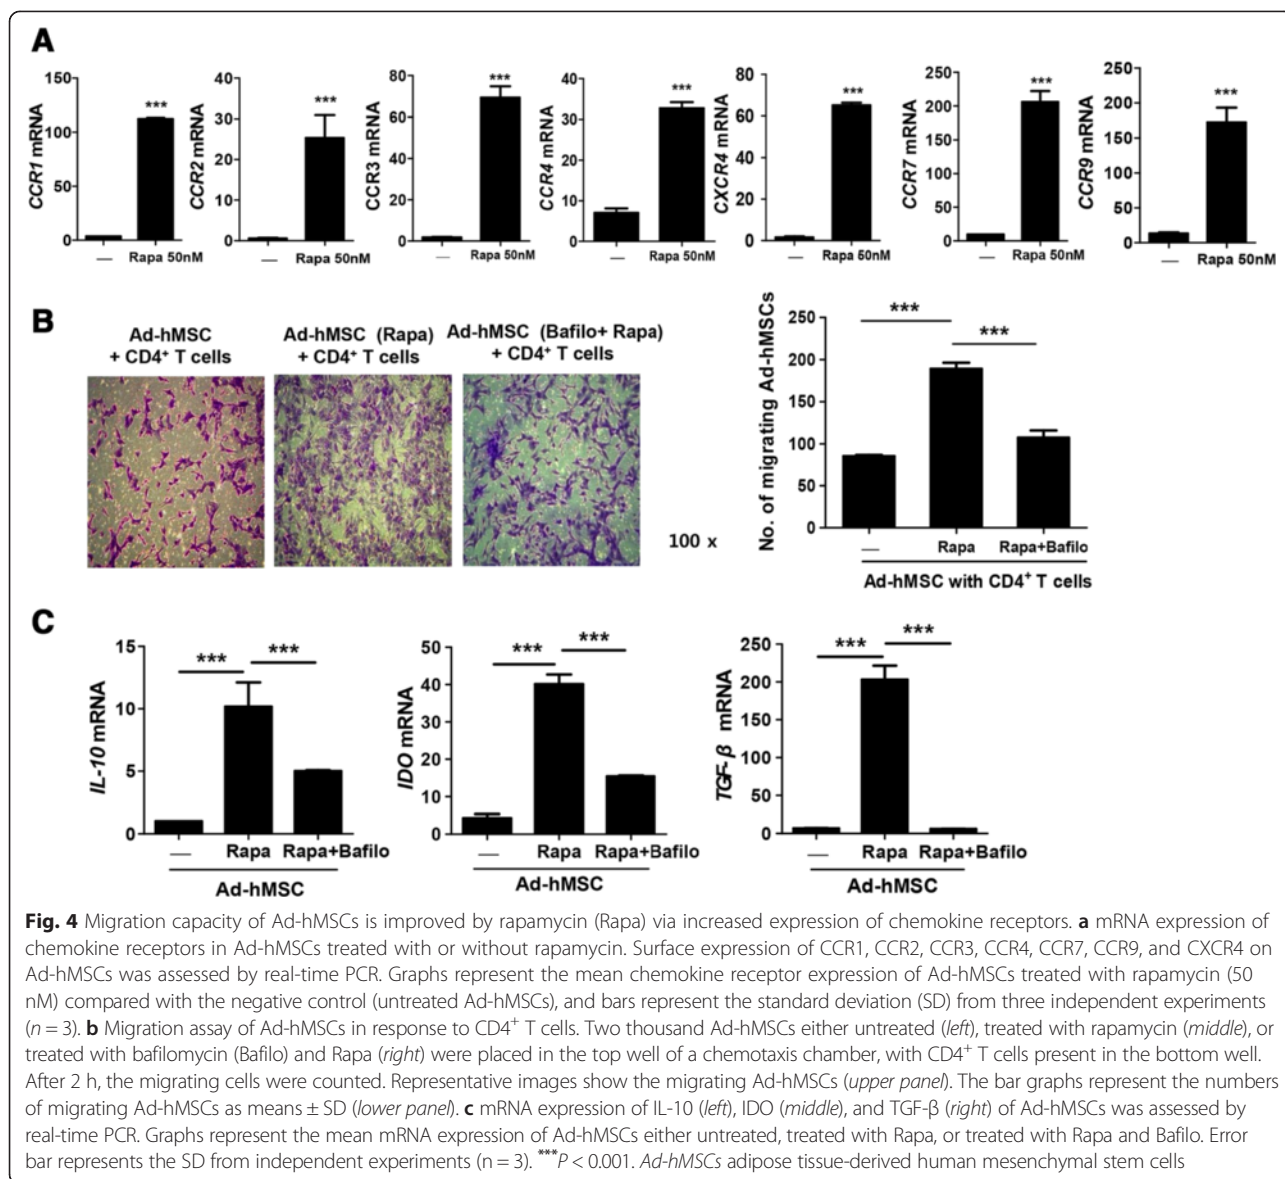 A
CCR1 mRNA
150
100
50
0
***
—
Rapa 50nM
CCR2 mRNA
40
30
20
10
0
***
—
Rapa 50nM
CCR3 mRNA
80
60
40
20
0
***
—
Rapa 50nM
CCR4 mRNA
40
30
20
10
0
***
—
Rapa 50nM
CXCR4 mRNA
80
60
40
20
0
***
—
Rapa 50nM
CCR7 mRNA
250
200
150
100
50
0
***
—
Rapa 50nM
CCR9 mRNA
250
200
150
100
50
0
***
—
Rapa 50nM
B
Ad-hMSC
+ CD4⁺ T cells
Ad-hMSC (Rapa)
+ CD4⁺ T cells
Ad-hMSC (Bafilo+ Rapa)
+ CD4⁺ T cells
100 x
No. of migrating Ad-hMSCs
250
200
150
100
50
0
***
***
—
Rapa
Rapa+Bafilo
Ad-hMSC with CD4⁺ T cells
C
IL-10 mRNA
15
10
5
0
***
***
—
Rapa
Rapa+Bafilo
Ad-hMSC
IDO mRNA
50
40
30
20
10
0
***
***
—
Rapa
Rapa+Bafilo
Ad-hMSC
TGF-β mRNA
250
200
150
100
50
0
***
***
—
Rapa
Rapa+Bafilo
Ad-hMSC
Fig. 4 Migration capacity of Ad-hMSCs is improved by rapamycin (Rapa) via increased expression of chemokine receptors. a mRNA expression of
chemokine receptors in Ad-hMSCs treated with or without rapamycin. Surface expression of CCR1, CCR2, CCR3, CCR4, CCR7, CCR9, and CXCR4 on
Ad-hMSCs was assessed by real-time PCR. Graphs represent the mean chemokine receptor expression of Ad-hMSCs treated with rapamycin (50
nM) compared with the negative control (untreated Ad-hMSCs), and bars represent the standard deviation (SD) from three independent experiments
(n = 3). b Migration assay of Ad-hMSCs in response to CD4⁺ T cells. Two thousand Ad-hMSCs either untreated (left), treated with rapamycin (middle), or
treated with bafilomycin (Bafilo) and Rapa (right) were placed in the top well of a chemotaxis chamber, with CD4⁺ T cells present in the bottom well.
After 2 h, the migrating cells were counted. Representative images show the migrating Ad-hMSCs (upper panel). The bar graphs represent the numbers
of migrating Ad-hMSCs as means ± SD (lower panel). c mRNA expression of IL-10 (left), IDO (middle), and TGF-β (right) of Ad-hMSCs was assessed by
real-time PCR. Graphs represent the mean mRNA expression of Ad-hMSCs either untreated, treated with Rapa, or treated with Rapa and Bafilo. Error
bar represents the SD from independent experiments (n = 3). ***P < 0.001. Ad-hMSCs adipose tissue-derived human mesenchymal stem cells